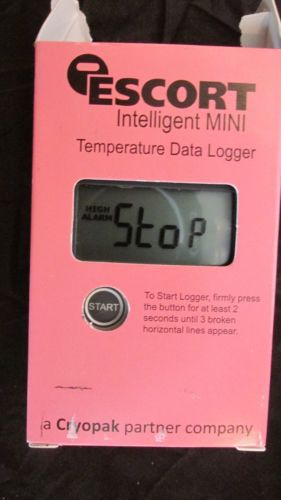 ESCORT
Intelligent MINI
Temperature Data Logger
HIGH
ALARM
StoP
START
To Start Logger, firmly press
the button for at least 2
seconds until 3 broken
horizontal lines appear.
a Cryopak partner company